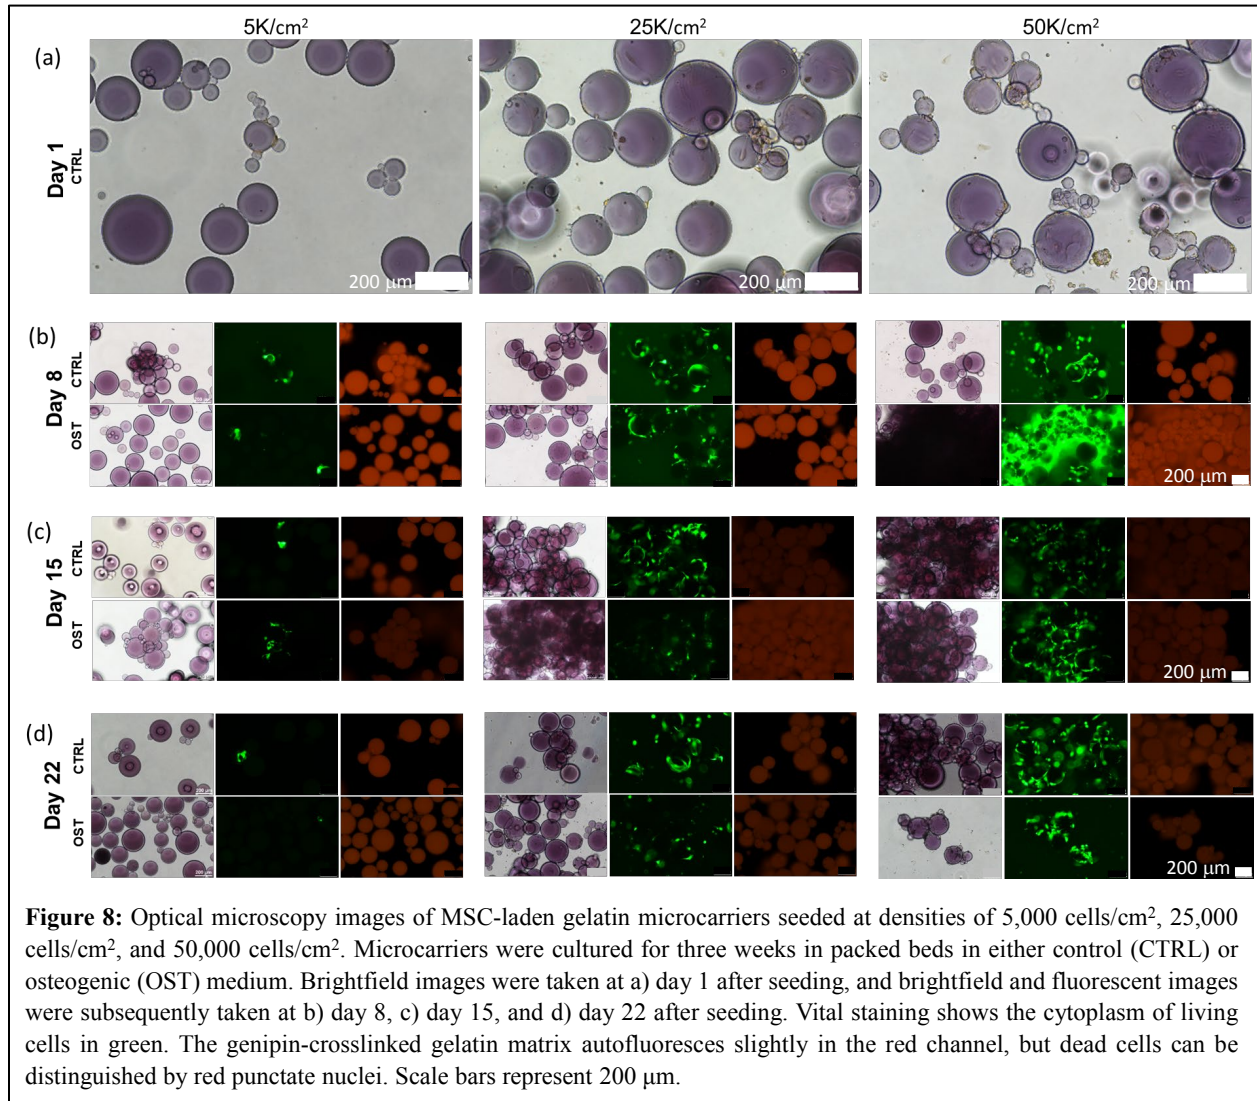 5K/cm²
25K/cm²
50K/cm²
(a)
Day 1
CTRL
200 µm
200 µm
200 µm
(b)
Day 8
CTRL
OST
200 µm
(c)
Day 15
CTRL
OST
200 µm
(d)
Day 22
CTRL
OST
200 µm
Figure 8: Optical microscopy images of MSC-laden gelatin microcarriers seeded at densities of 5,000 cells/cm², 25,000
cells/cm², and 50,000 cells/cm². Microcarriers were cultured for three weeks in packed beds in either control (CTRL) or
osteogenic (OST) medium. Brightfield images were taken at a) day 1 after seeding, and brightfield and fluorescent images
were subsequently taken at b) day 8, c) day 15, and d) day 22 after seeding. Vital staining shows the cytoplasm of living
cells in green. The genipin-crosslinked gelatin matrix autofluoresces slightly in the red channel, but dead cells can be
distinguished by red punctate nuclei. Scale bars represent 200 µm.